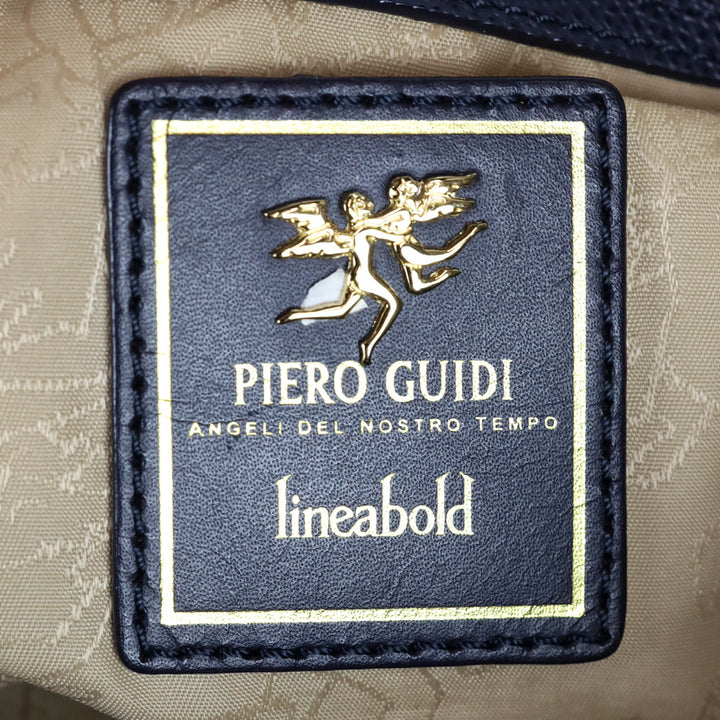 PIERO GUIDI
ANGELI DEL NOSTRO TEMPO
lineabold